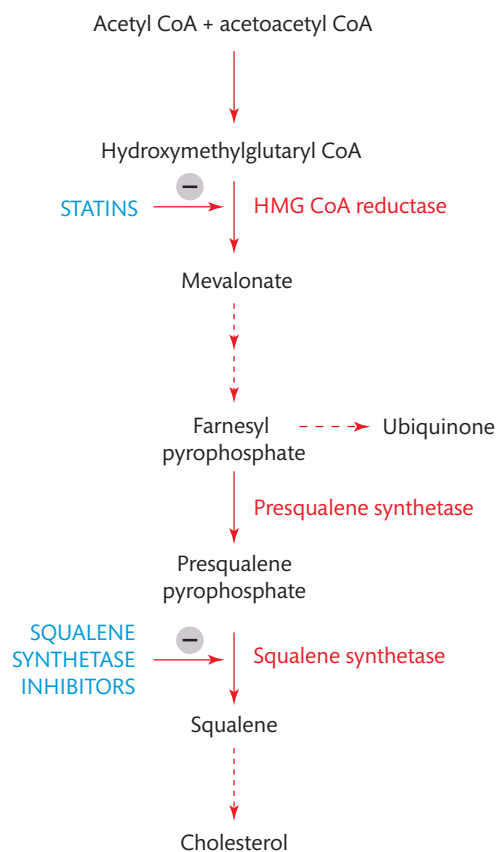 Acetyl CoA + acetoacetyl CoA
Hydroxymethylglutaryl CoA
−
STATINS
HMG CoA reductase
Mevalonate
Farnesyl
pyrophosphate
Ubiquinone
Presqualene synthetase
Presqualene
pyrophosphate
SQUALENE
SYNTHETASE
INHIBITORS
−
Squalene synthetase
Squalene
Cholesterol